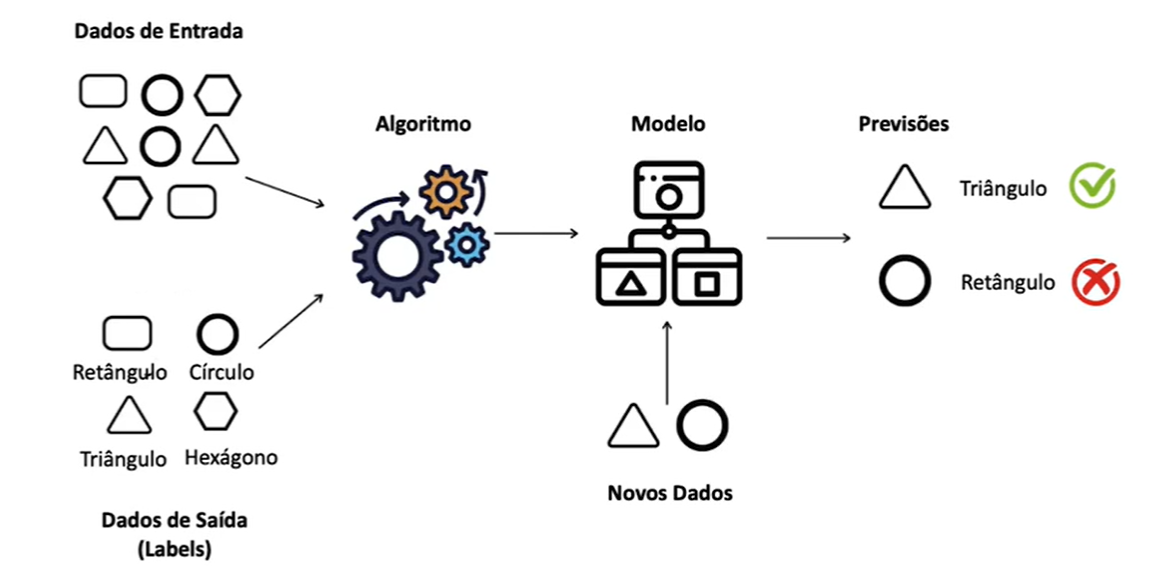 Dados de Entrada
Algoritmo
Modelo
Previsões
Triângulo
Retângulo
Retângulo
Círculo
Triângulo
Hexágono
Dados de Saída
(Labels)
Novos Dados